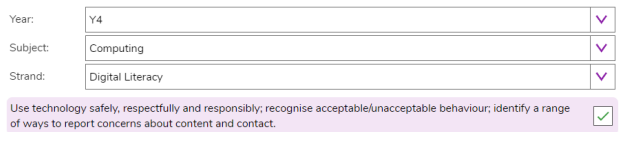 Year: Y4
Subject: Computing
Strand: Digital Literacy
Use technology safely, respectfully and responsibly; recognise acceptable/unacceptable behaviour; identify a range
of ways to report concerns about content and contact.